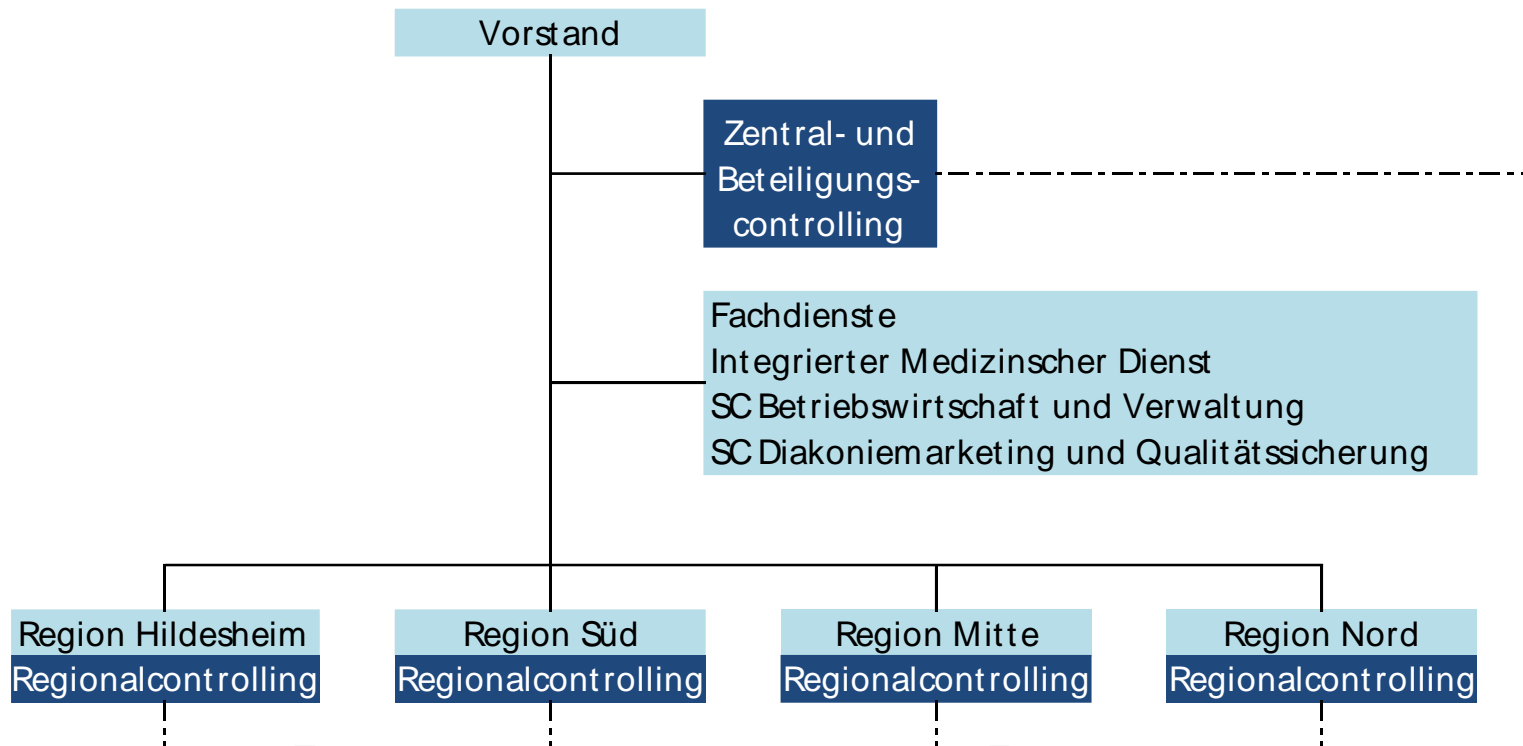 Vorstand
Zentral- und
Beteiligungs-
controlling
Fachdienste
Integrierter Medizinscher Dienst
SC Betriebswirtschaft und Verwaltung
SC Diakoniemarketing und Qualitätssicherung
Region Hildesheim
Regionalcontrolling
Region Süd
Regionalcontrolling
Region Mitte
Regionalcontrolling
Region Nord
Regionalcontrolling